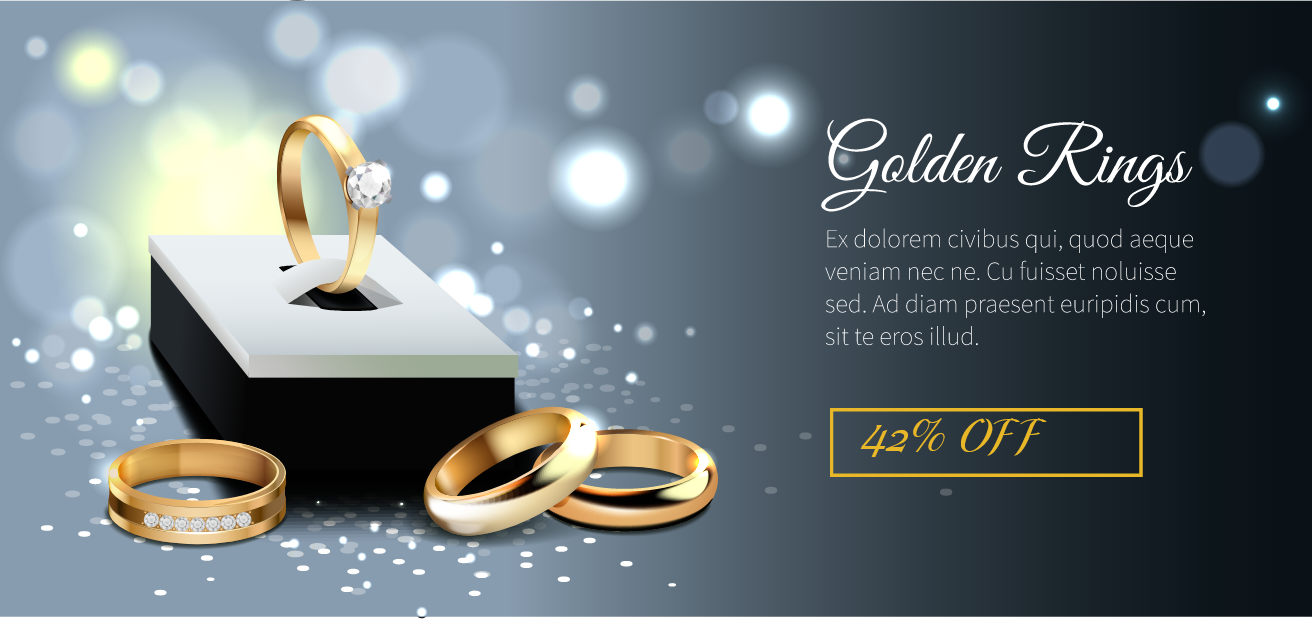 Golden Rings
Ex dolorem civibus qui, quod aeque
veniam nec ne. Cu fuisset noluisse
sed. Ad diam praesent euripidis cum,
sit te eros illud.
42% OFF